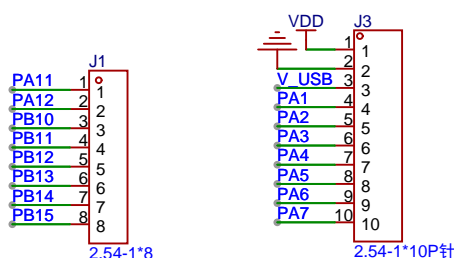 J1
PA11 1 1
PA12 2 2
PB10 3 3
PB11 4 4
PB12 5 5
PB13 6 6
PB14 7 7
PB15 8 8
2.54-1*8
VDD J3
1 1
2 2
V_USB 3 3
PA1 4 4
PA2 5 5
PA3 6 6
PA4 7 7
PA5 8 8
PA6 9 9
PA7 10 10
2.54-1*10P针